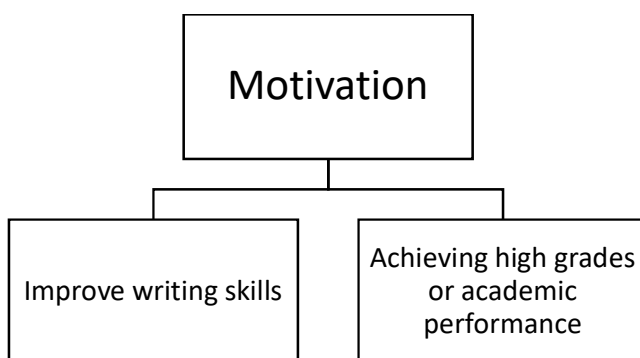 Motivation
Improve writing skills
Achieving high grades
or academic
performance